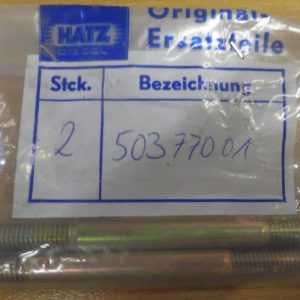 HATZ
DIESEL
Original-
Ersatzteile
Stck.
Bezeichnung
2
503 770 01